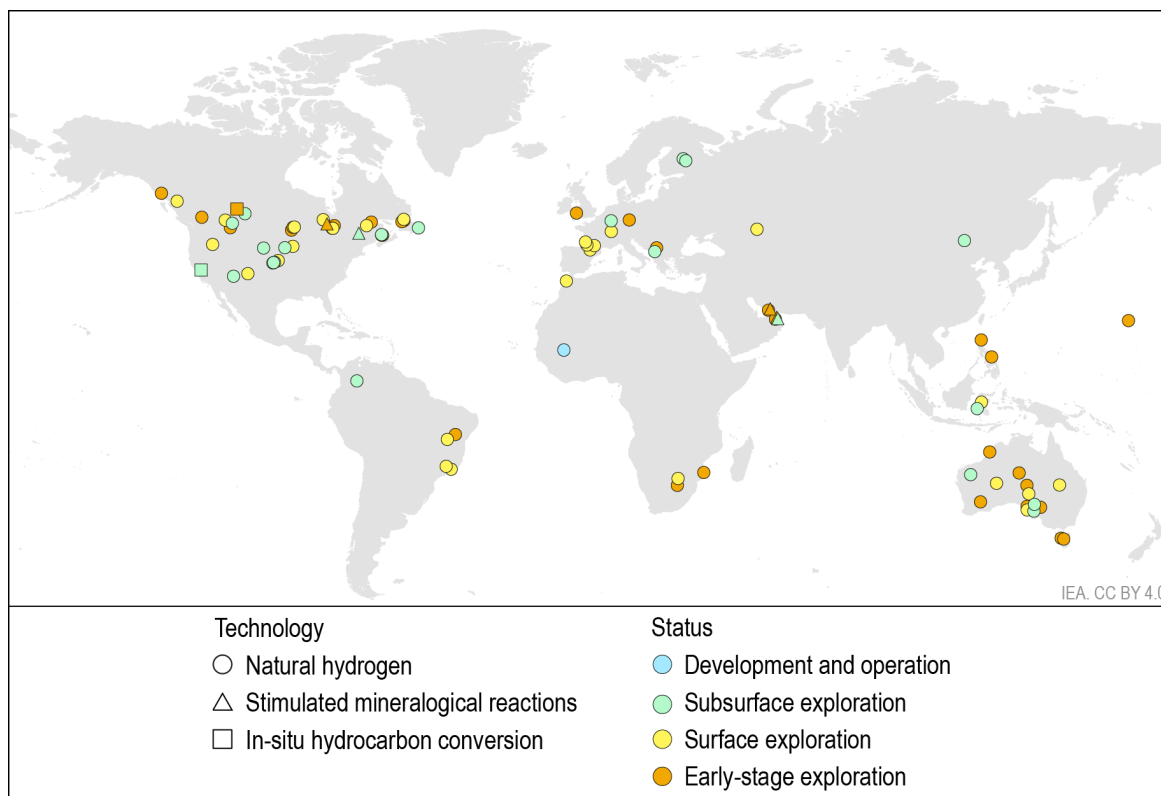 IEA. CC BY 4.0
Technology
Natural hydrogen
Stimulated mineralogical reactions
In-situ hydrocarbon conversion
Status
Development and operation
Subsurface exploration
Surface exploration
Early-stage exploration